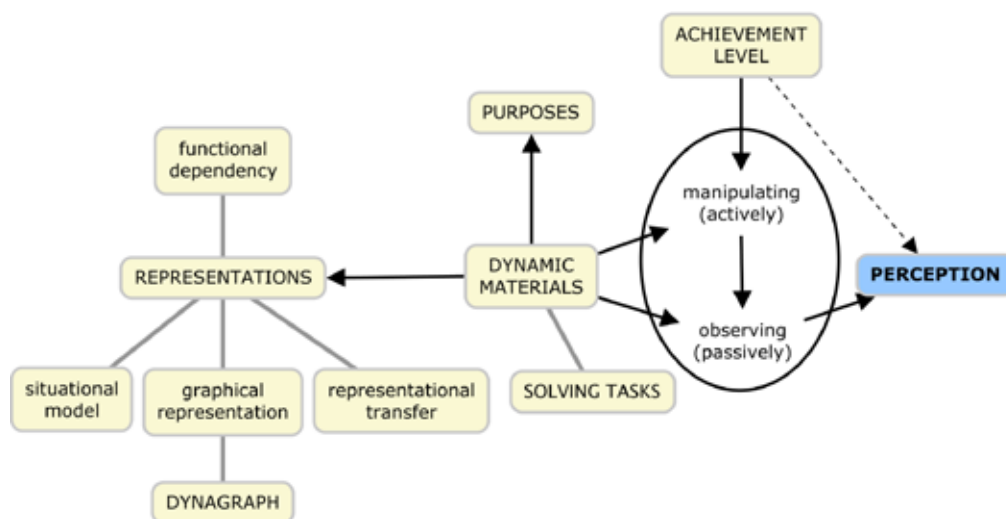 ACHIEVEMENT
LEVEL
PURPOSES
functional
dependency
manipulating
(actively)
REPRESENTATIONS
DYNAMIC
MATERIALS
PERCEPTION
observing
(passively)
situational
model
graphical
representation
representational
transfer
SOLVING TASKS
DYNAGRAPH